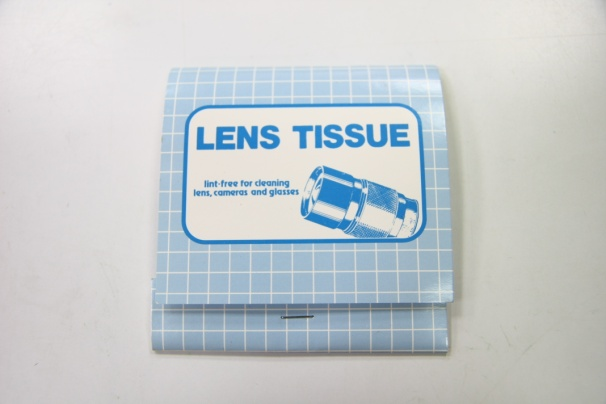 LENS TISSUE
lint-free for cleaning
lens, cameras and glasses